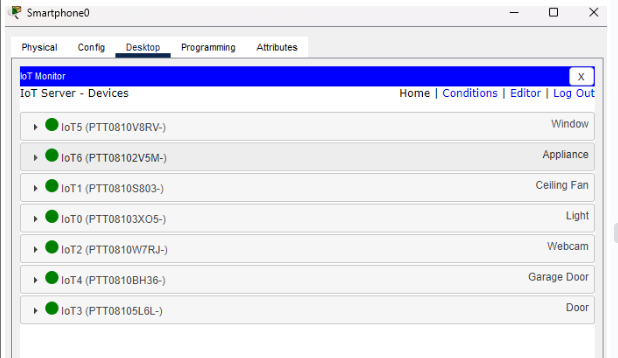 Smartphone0
Physical Config Desktop Programming Attributes
IoT Monitor X
IoT Server - Devices Home | Conditions | Editor | Log Out
IoT5 (PTT0810V8RV-) Window
IoT6 (PTT08102V5M-) Appliance
IoT1 (PTT0810S803-) Ceiling Fan
IoT0 (PTT08103XO5-) Light
IoT2 (PTT0810W7RJ-) Webcam
IoT4 (PTT0810BH36-) Garage Door
IoT3 (PTT08105L6L-) Door